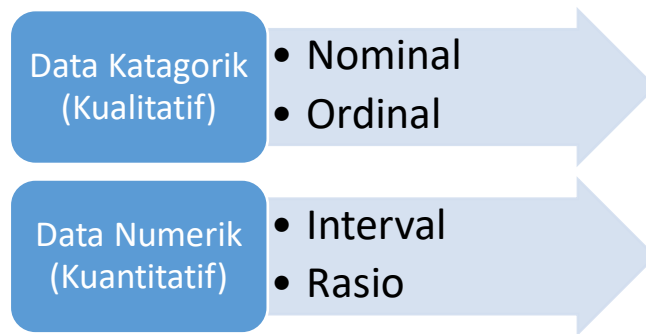 Data Katagorik
(Kualitatif)
• Nominal
• Ordinal
Data Numerik
(Kuantitatif)
• Interval
• Rasio